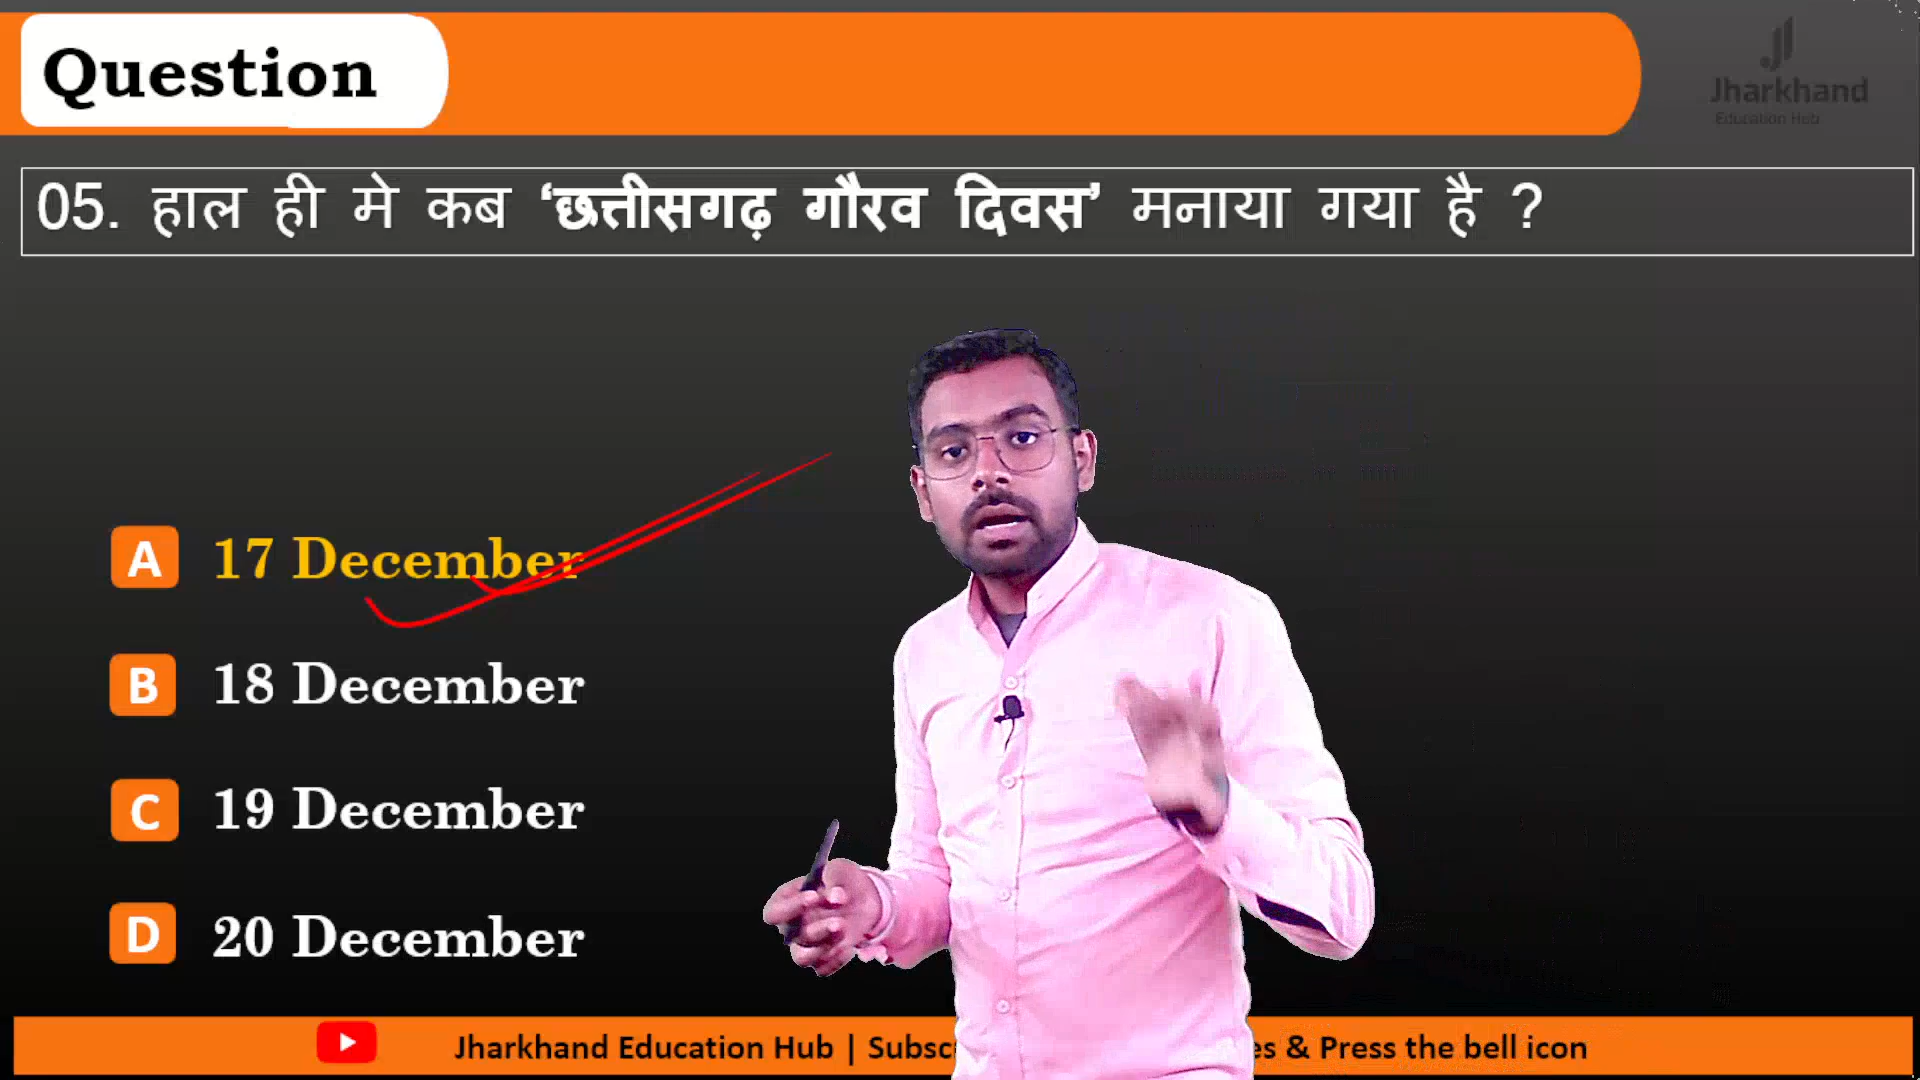 Question
Jharkhand
Education Hub
05. हाल ही मे कब ‘छत्तीसगढ़ गौरव दिवस’ मनाया गया है ?
A 17 December
B 18 December
C 19 December
D 20 December
Jharkhand Education Hub | Subsc es & Press the bell icon